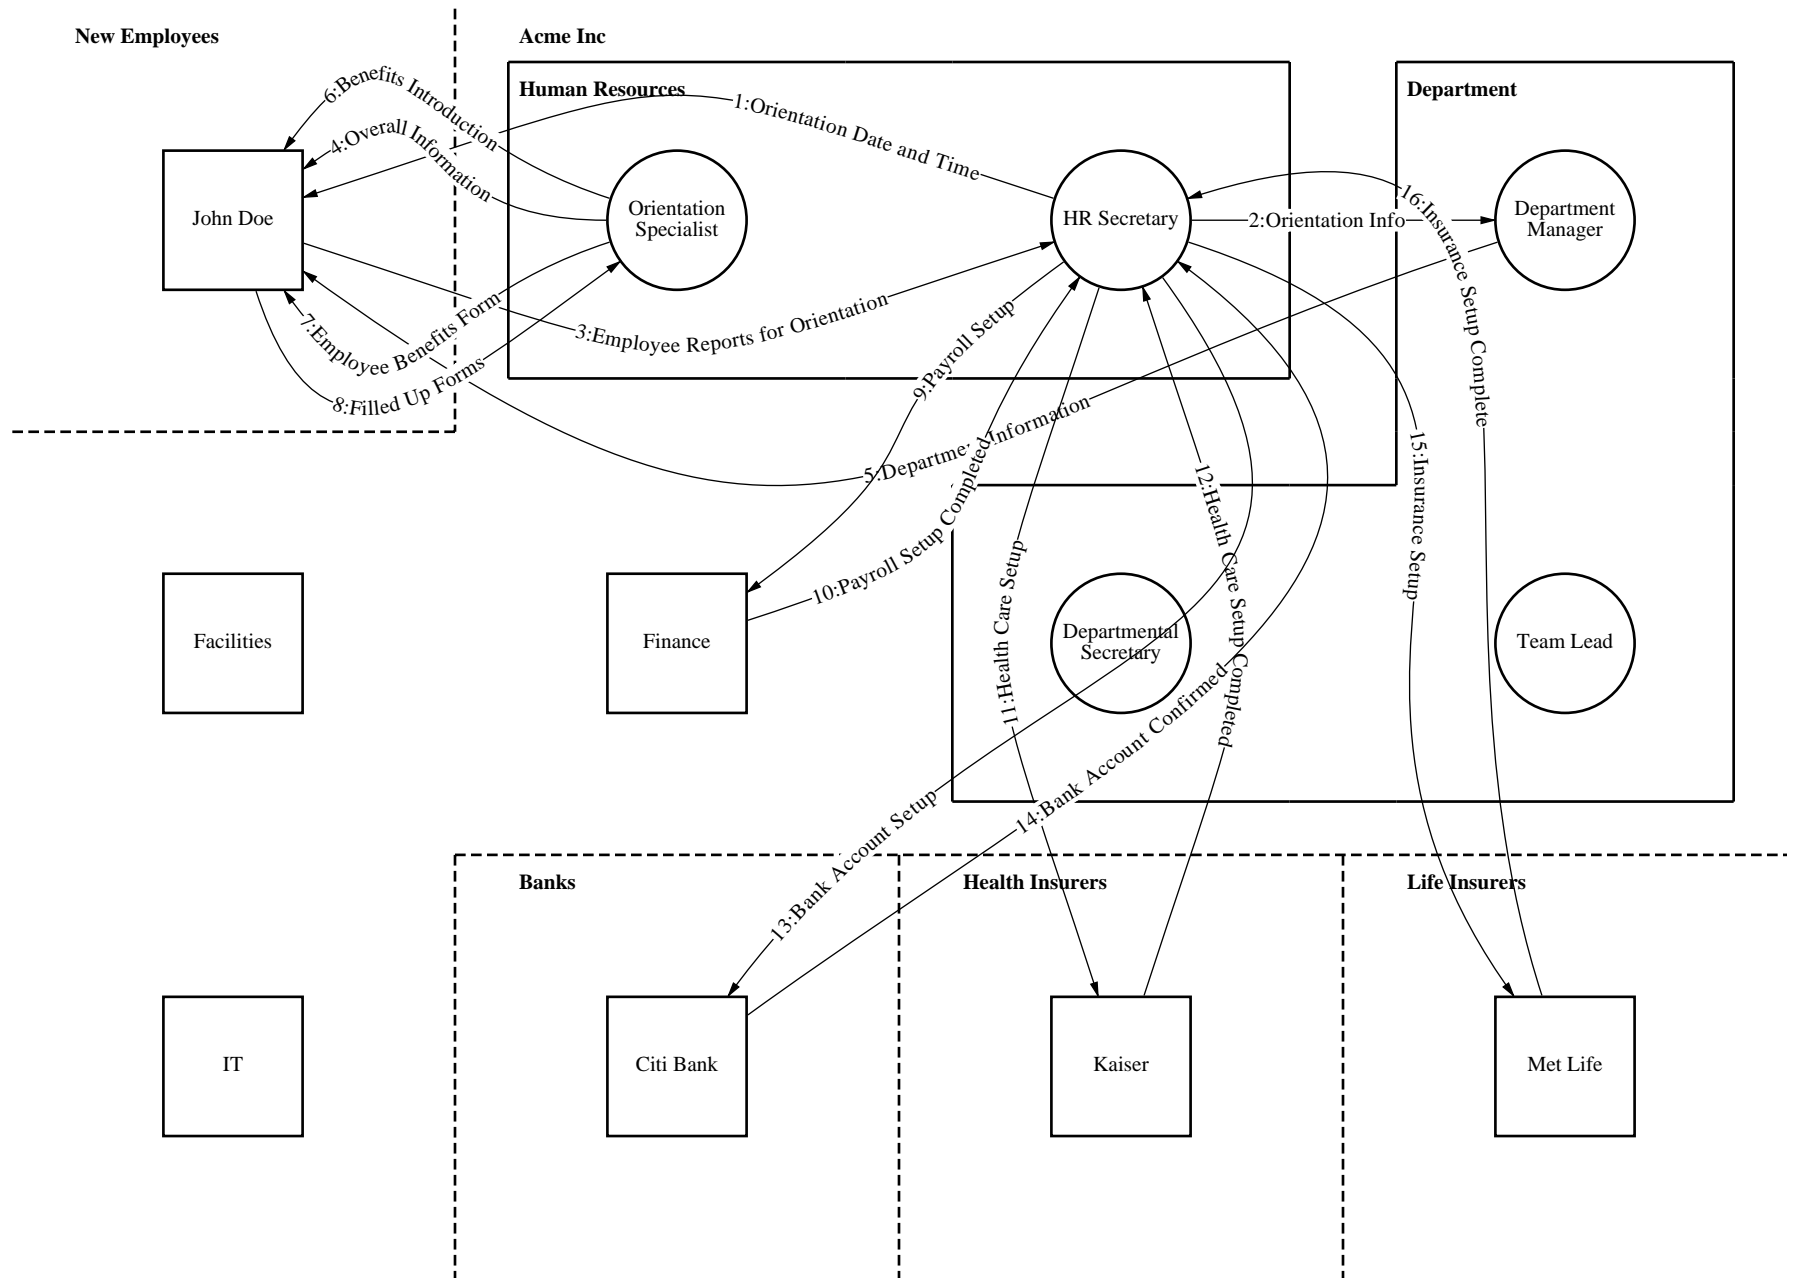 New Employees
Acme Inc
Human Resources
Department
6:Benefits Introduction
1:Orientation Date and Time
4:Overall Information
John Doe
Orientation
Specialist
HR Secretary
2:Orientation Info
16:Insurance Setup Complete
Department
Manager
7:Employee Benefits Form
3:Employee Reports for Orientation
8:Filled Up Forms
9:Payroll Setup
5:Department Information
10:Payroll Setup Completed
11:Health Care Setup
12:Health Care Setup Completed
15:Insurance Setup
Facilities
Finance
Departmental
Secretary
Team Lead
13:Bank Account Setup
14:Bank Account Confirmed
Banks
Health Insurers
Life Insurers
IT
Citi Bank
Kaiser
Met Life